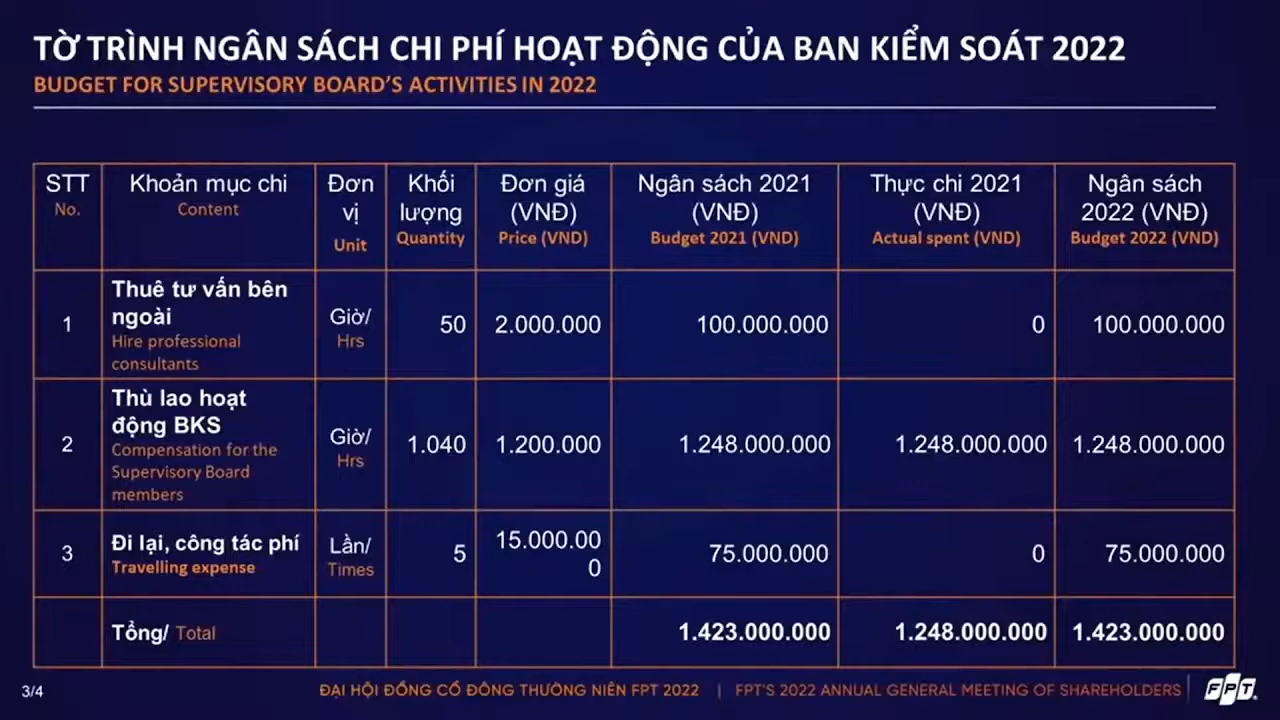 TỜ TRÌNH NGÂN SÁCH CHI PHÍ HOẠT ĐỘNG CỦA BAN KIỂM SOÁT 2022
BUDGET FOR SUPERVISORY BOARD'S ACTIVITIES IN 2022
STT
No.
Khoản mục chi
Content
Đơn
vị
Unit
Khối
lượng
Quantity
Đơn giá
(VNĐ)
Price (VND)
Ngân sách 2021
(VNĐ)
Budget 2021 (VND)
Thực chi 2021
(VNĐ)
Actual spent (VND)
Ngân sách
2022 (VNĐ)
Budget 2022 (VND)
1
Thuê tư vấn bên
ngoài
Hire professional
consultants
Giờ/
Hrs
50
2.000.000
100.000.000
0
100.000.000
2
Thù lao hoạt
động BKS
Compensation for the
Supervisory Board
members
Giờ/
Hrs
1.040
1.200.000
1.248.000.000
1.248.000.000
1.248.000.000
3
Đi lại, công tác phí
Travelling expense
Lần/
Times
5
15.000.00
0
75.000.000
0
75.000.000
Tổng/ Total
1.423.000.000
1.248.000.000
1.423.000.000
3/4
ĐẠI HỘI ĐỒNG CỔ ĐÔNG THƯỜNG NIÊN FPT 2022 | FPT'S 2022 ANNUAL GENERAL MEETING OF SHAREHOLDERS
FPT